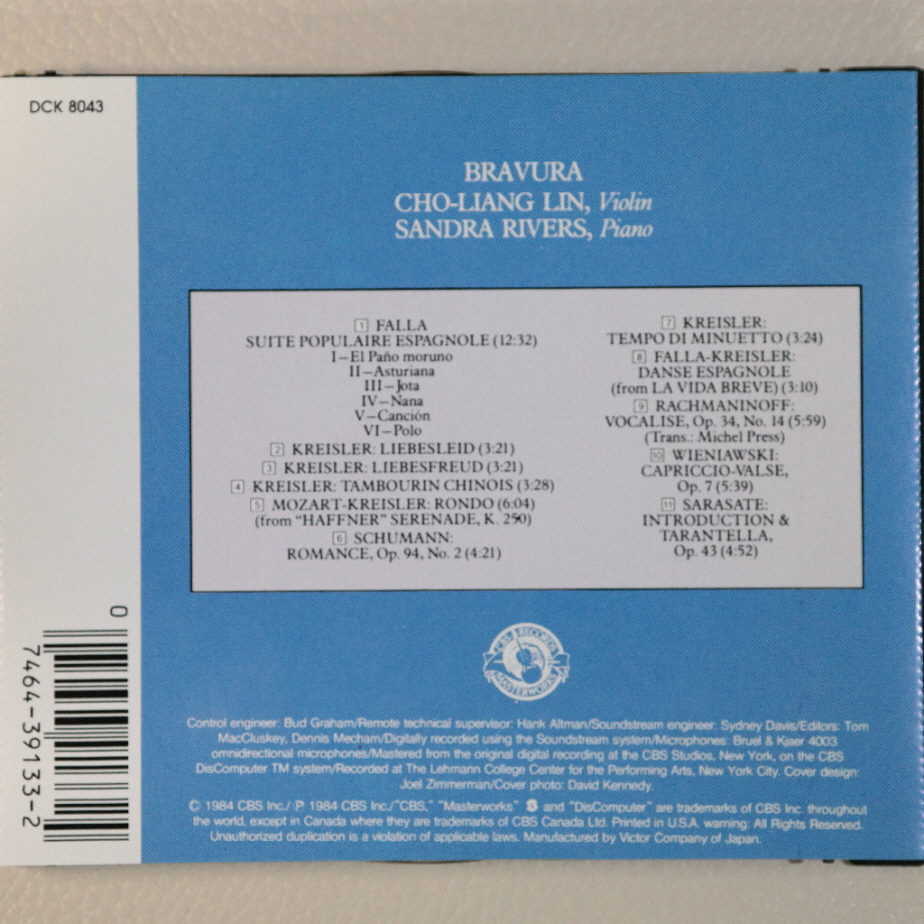 DCK 8043
BRAVURA
CHO-LIANG LIN, Violin
SANDRA RIVERS, Piano
1 FALLA
SUITE POPULAIRE ESPAGNOLE (12:32)
I—El Paño moruno
II—Asturiana
III—Jota
IV—Nana
V—Canción
VI—Polo
2 KREISLER: LIEBESLEID (3:21)
3 KREISLER: LIEBESFREUD (3:21)
4 KREISLER: TAMBOURIN CHINOIS (3:28)
5 MOZART-KREISLER: RONDO (6:04)
(from "HAFFNER" SERENADE, K. 250)
6 SCHUMANN:
ROMANCE, Op. 94, No. 2 (4:21)
7 KREISLER:
TEMPO DI MINUETTO (3:24)
8 FALLA-KREISLER:
DANSE ESPAGNOLE
(from LA VIDA BREVE) (3:10)
9 RACHMANINOFF:
VOCALISE, Op. 34, No. 14 (5:59)
(Trans.: Michel Press)
10 WIENIAWSKI:
CAPRICCIO-VALSE,
Op. 7 (5:39)
11 SARASATE:
INTRODUCTION &
TARANTELLA,
Op. 43 (4:52)
CBS RECORDS
MASTERWORKS
0
7464-39133-2
Control engineer: Bud Graham/Remote technical supervisor: Hank Altman/Soundstream engineer: Sydney Davis/Editors: Tom
MacCluskey, Dennis Mecham/Digitally recorded using the Soundstream system/Microphones: Bruel & Kjaer 4003
omnidirectional microphones/Mastered from the original digital recording at the CBS Studios, New York, on the CBS
DisComputer TM system/Recorded at The Lehmann College Center for the Performing Arts, New York City. Cover design:
Joel Zimmerman/Cover photo: David Kennedy.
© 1984 CBS Inc./℗ 1984 CBS Inc./"CBS," "Masterworks" and "DisComputer" are trademarks of CBS Inc. throughout
the world, except in Canada where they are trademarks of CBS Canada Ltd. Printed in U.S.A. warning: All Rights Reserved.
Unauthorized duplication is a violation of applicable laws. Manufactured by Victor Company of Japan.